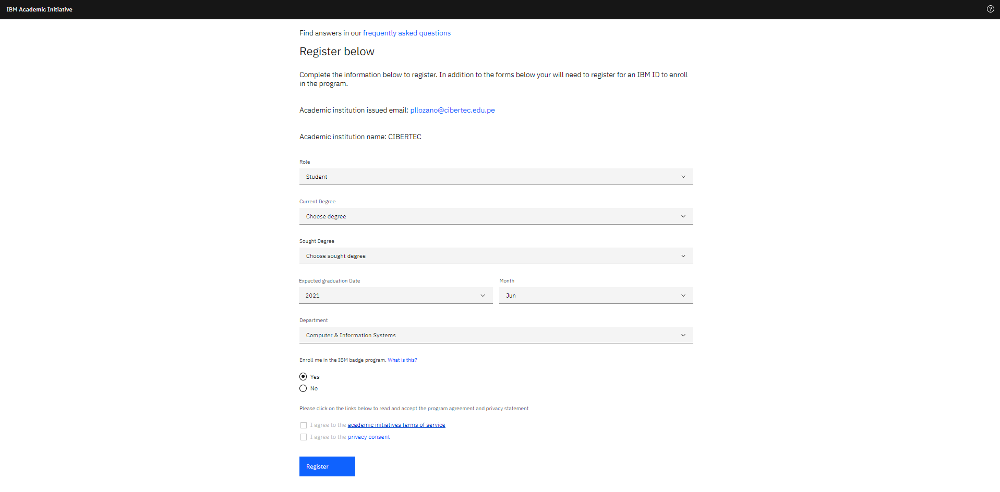 IBM Academic Initiative
Find answers in our frequently asked questions
Register below
Complete the information below to register. In addition to the forms below your will need to register for an IBM ID to enroll
in the program.
Academic institution issued email: pllozano@cibertec.edu.pe
Academic institution name: CIBERTEC
Role
Student
Current Degree
Choose degree
Sought Degree
Choose sought degree
Expected graduation Date Month
2021 Jun
Department
Computer & Information Systems
Enroll me in the IBM badge program. What is this?
Yes
No
Please click on the links below to read and accept the program agreement and privacy statement
I agree to the academic initiatives terms of service
I agree to the privacy consent
Register